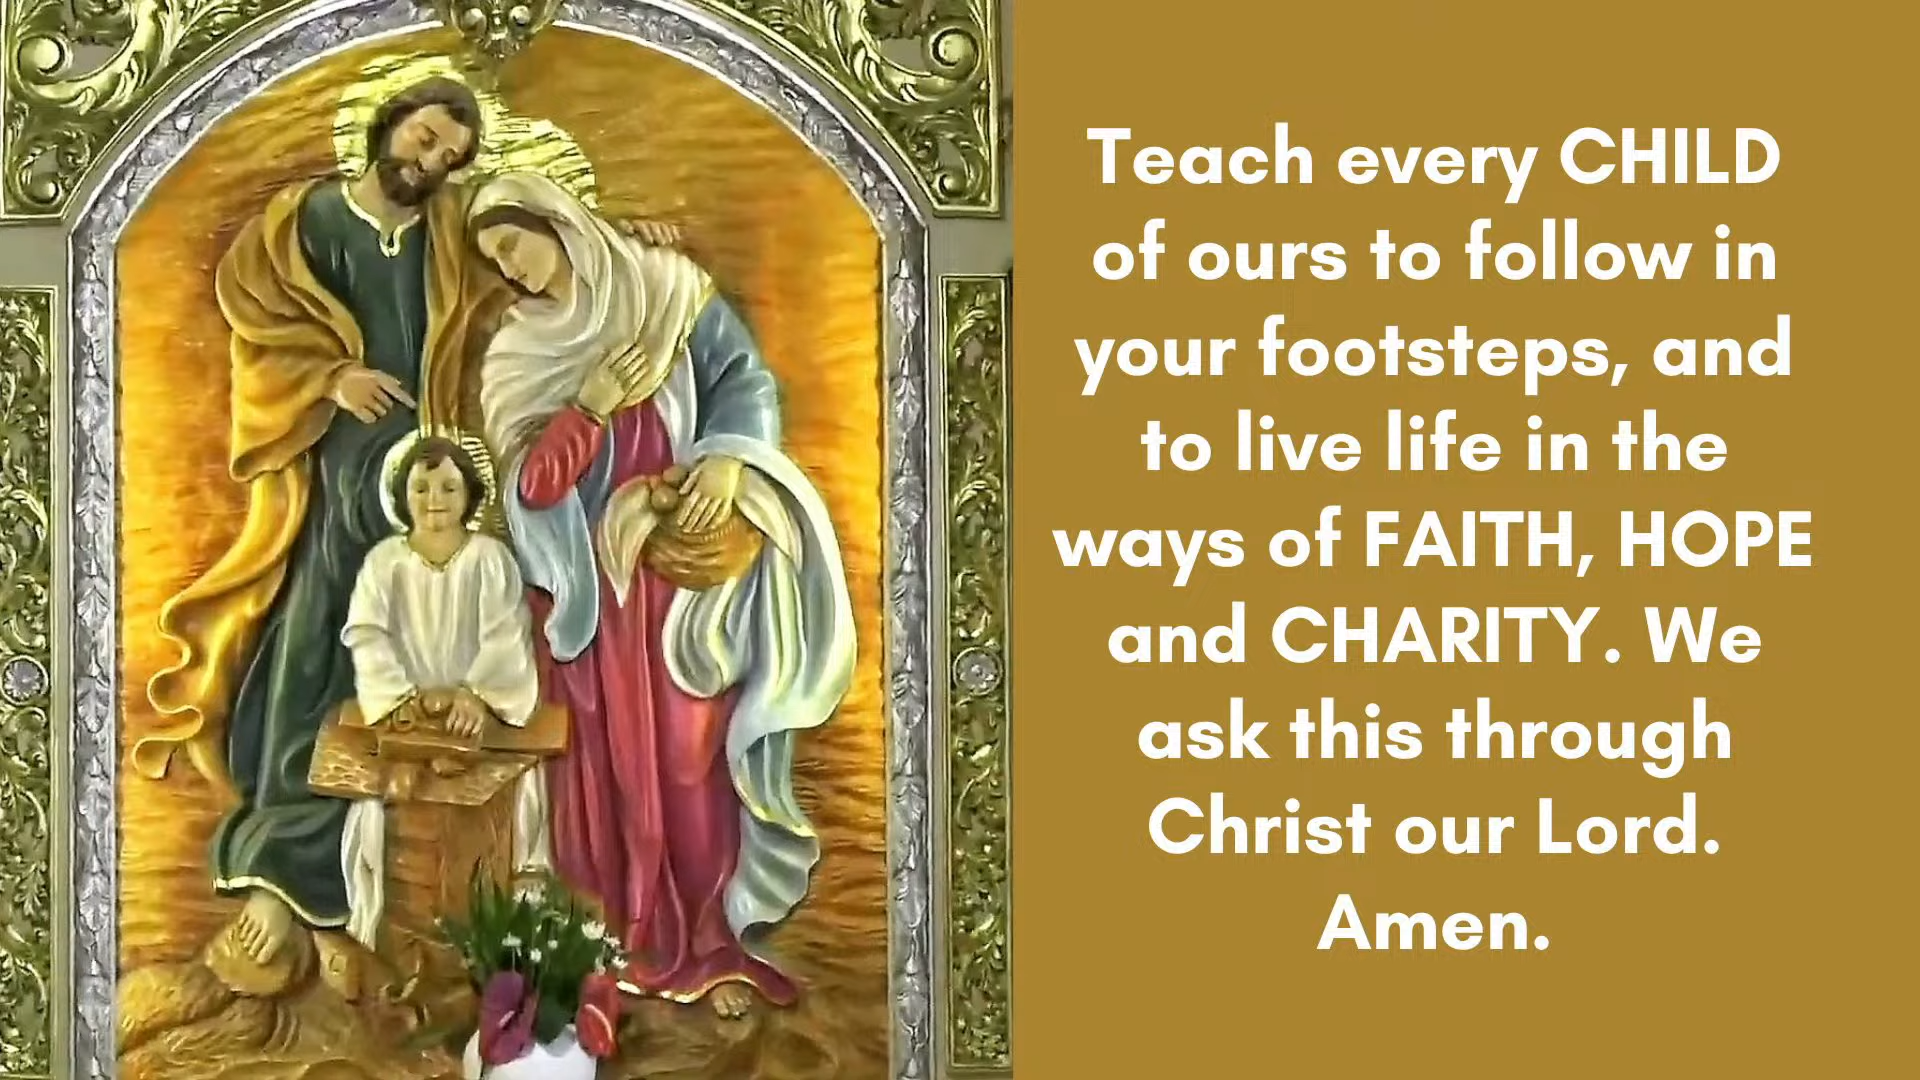 Teach every CHILD
of ours to follow in
your footsteps, and
to live life in the
ways of FAITH, HOPE
and CHARITY. We
ask this through
Christ our Lord.
Amen.